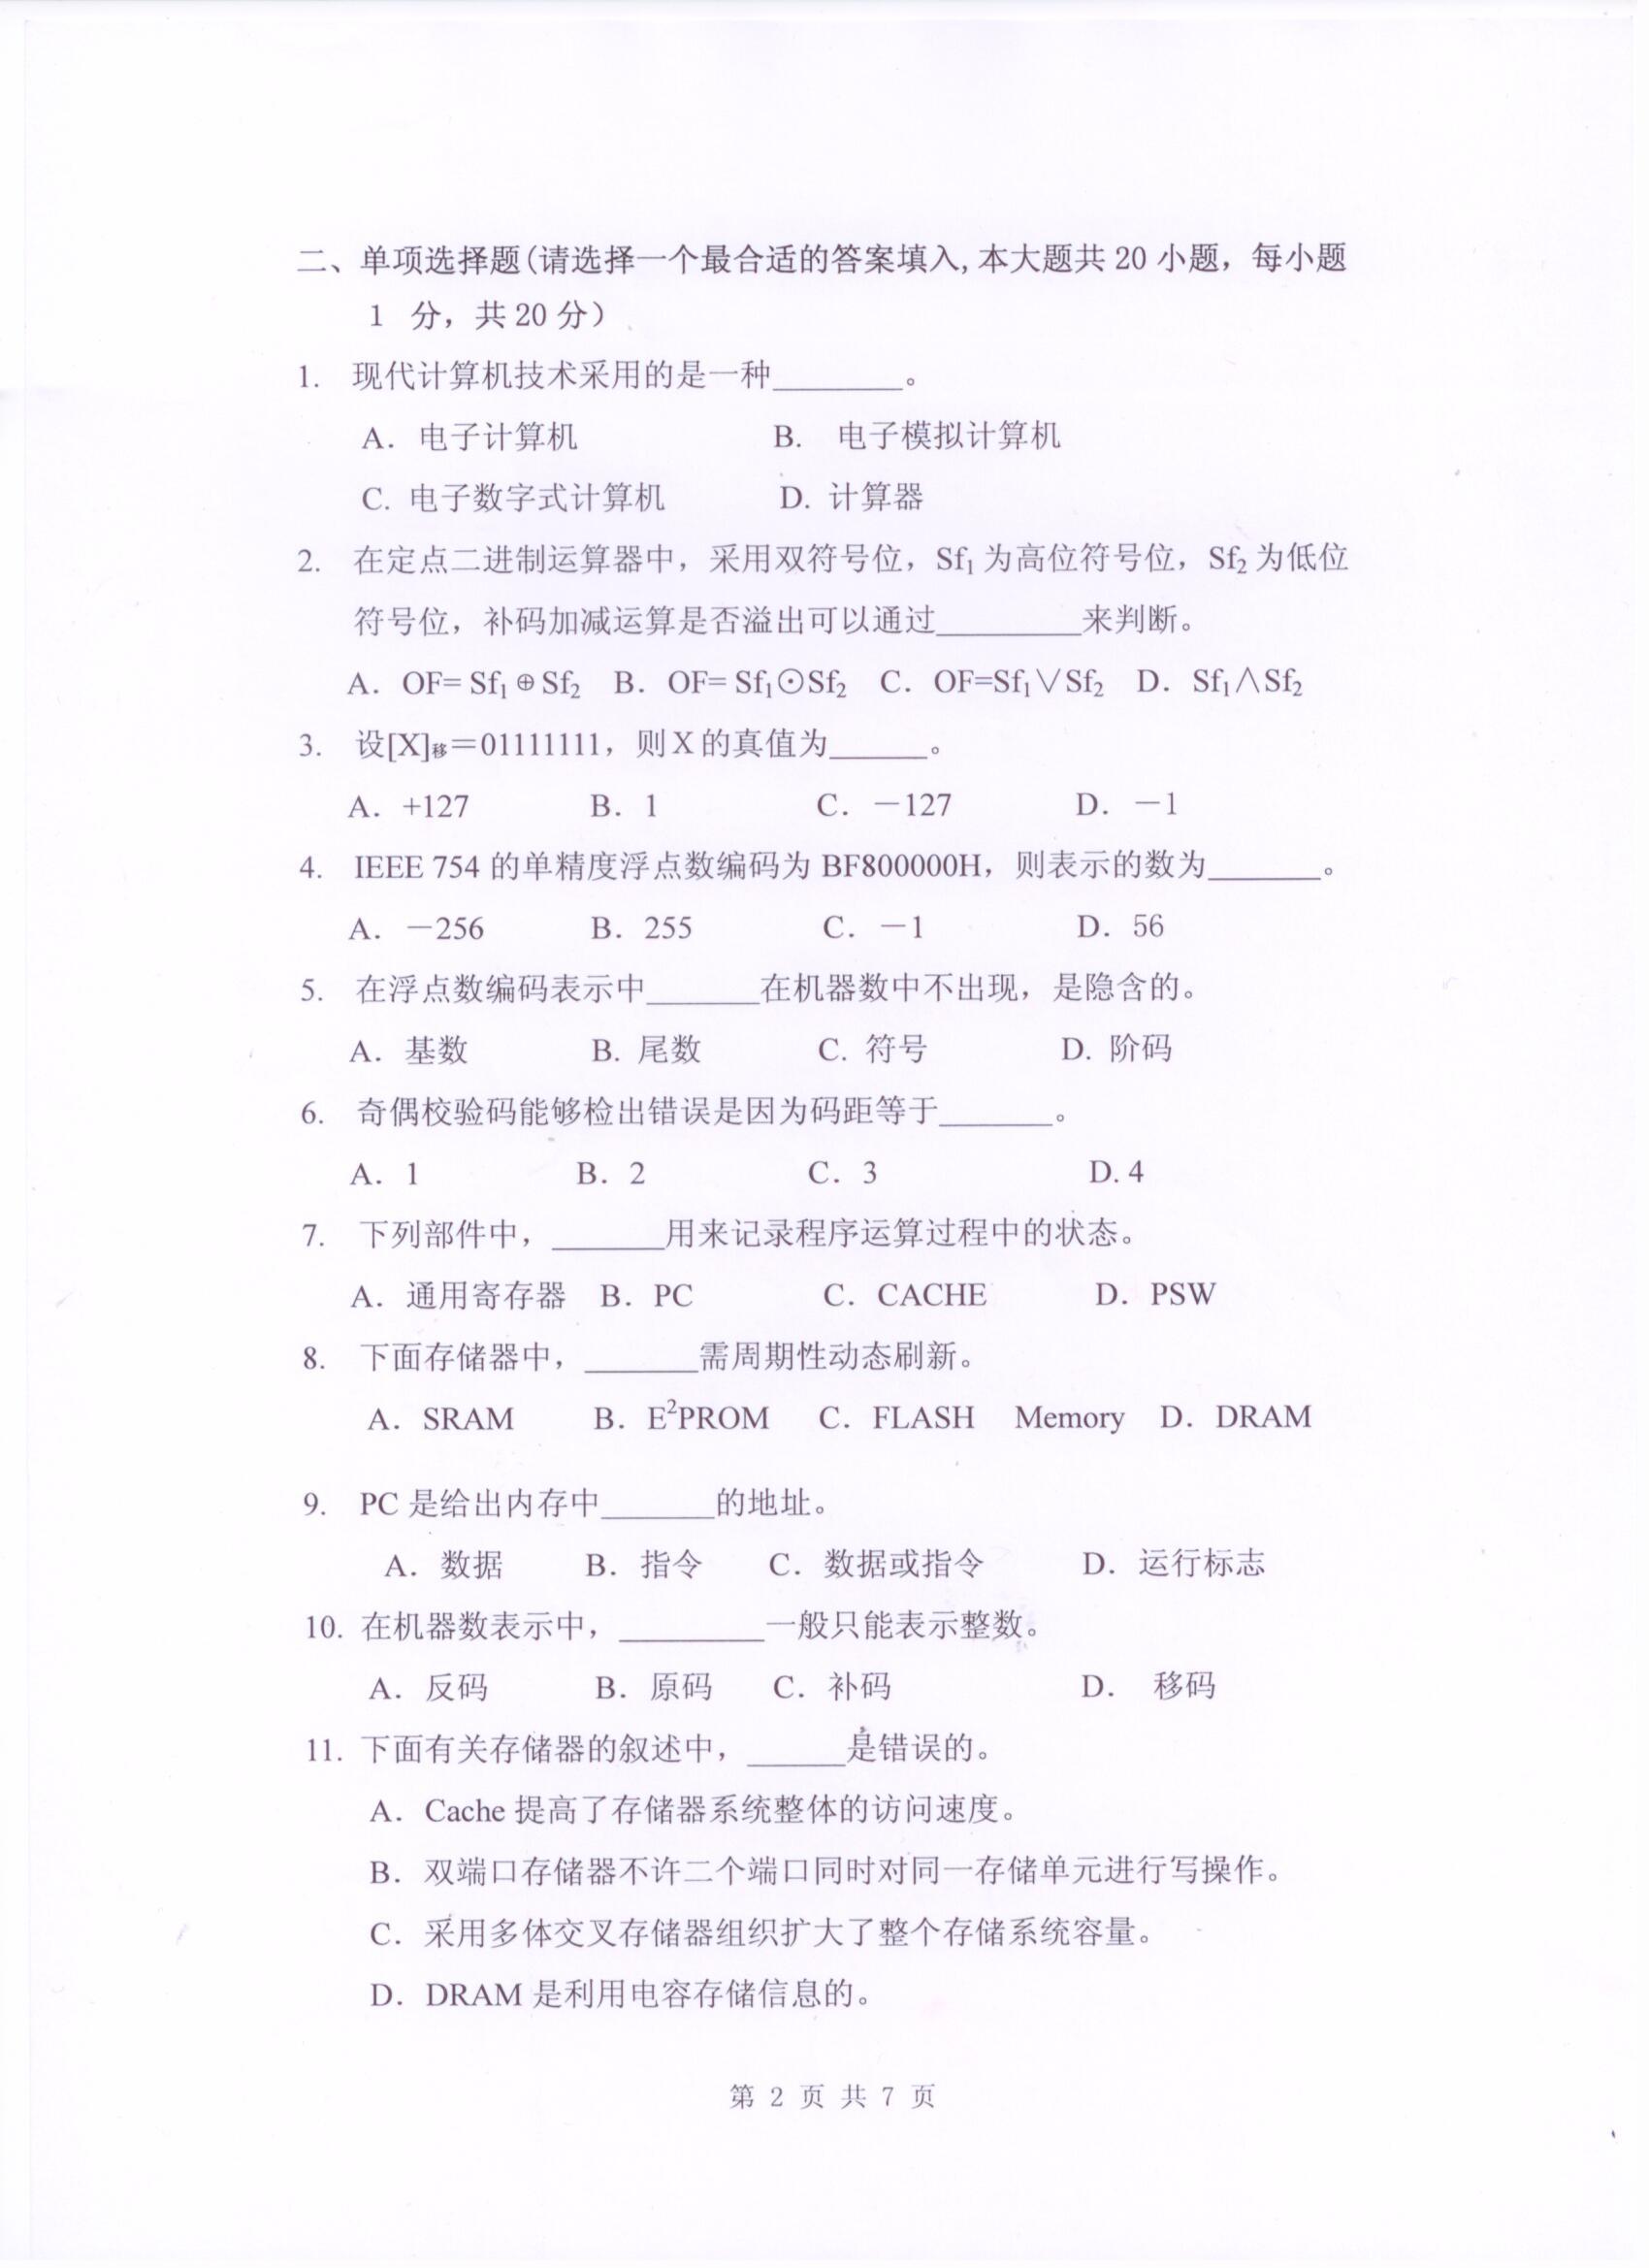 二、单项选择题(请选择一个最合适的答案填入,本大题共 20 小题，每小题
1 分，共 20 分）
1. 现代计算机技术采用的是一种________。
A．电子计算机 B. 电子模拟计算机
C. 电子数字式计算机 D. 计算器
2. 在定点二进制运算器中，采用双符号位，Sf₁ 为高位符号位，Sf₂ 为低位
符号位，补码加减运算是否溢出可以通过_________来判断。
A．OF= Sf₁ ⊕ Sf₂ B．OF= Sf₁⊙Sf₂ C．OF=Sf₁∨Sf₂ D．Sf₁∧Sf₂
3. 设[X]移＝01111111，则Ｘ的真值为______。
A．+127 B．1 C．－127 D．－1
4. IEEE 754 的单精度浮点数编码为 BF800000H，则表示的数为_______。
A．－256 B．255 C．－1 D．56
5. 在浮点数编码表示中_______在机器数中不出现，是隐含的。
A．基数 B. 尾数 C. 符号 D. 阶码
6. 奇偶校验码能够检出错误是因为码距等于_______。
A．1 B．2 C．3 D. 4
7. 下列部件中，_______用来记录程序运算过程中的状态。
A．通用寄存器 B．PC C．CACHE D．PSW
8. 下面存储器中，_______需周期性动态刷新。
A．SRAM B．E²PROM C．FLASH Memory D．DRAM
9. PC 是给出内存中_______的地址。
A．数据 B．指令 C．数据或指令 D．运行标志
10. 在机器数表示中，_________一般只能表示整数。
A．反码 B．原码 C．补码 D． 移码
11. 下面有关存储器的叙述中，______是错误的。
A．Cache 提高了存储器系统整体的访问速度。
B．双端口存储器不许二个端口同时对同一存储单元进行写操作。
C．采用多体交叉存储器组织扩大了整个存储系统容量。
D．DRAM 是利用电容存储信息的。
第 2 页 共 7 页